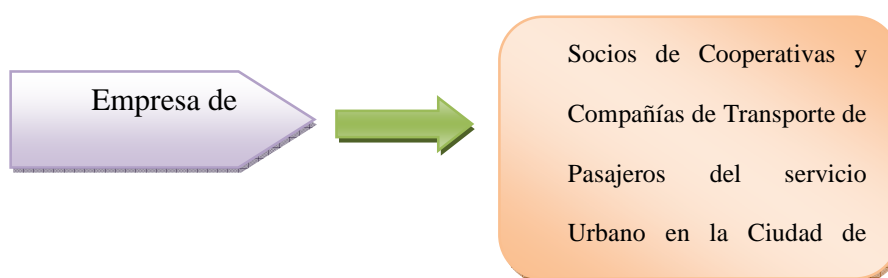 Empresa de
Socios de Cooperativas y
Compañías de Transporte de
Pasajeros del servicio
Urbano en la Ciudad de